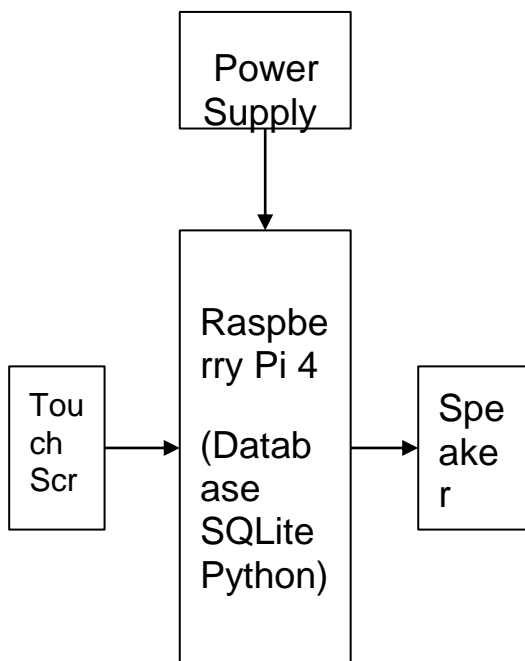 Power
Supply
Raspbe
rry Pi 4
(Datab
ase
SQLite
Python)
Tou
ch
Scr
Spe
ake
r